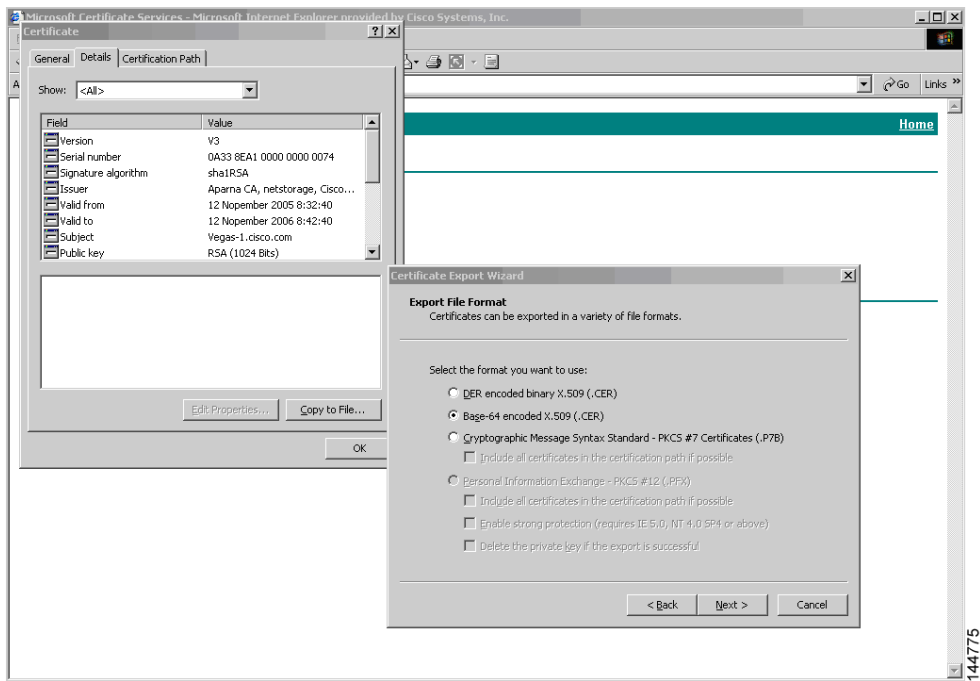 Microsoft Certificate Services - Microsoft Internet Explorer provided by Cisco Systems, Inc.
Certificate
General Details Certification Path
Show: <All>
Go Links »
Home
Field Value
Version V3
Serial number 0A33 8EA1 0000 0000 0074
Signature algorithm sha1RSA
Issuer Aparna CA, netstorage, Cisco...
Valid from 12 Nopember 2005 8:32:40
Valid to 12 Nopember 2006 8:42:40
Subject Vegas-1.cisco.com
Public key RSA (1024 Bits)
Edit Properties... Copy to File...
OK
Certificate Export Wizard
Export File Format
Certificates can be exported in a variety of file formats.
Select the format you want to use:
DER encoded binary X.509 (.CER)
Base-64 encoded X.509 (.CER)
Cryptographic Message Syntax Standard - PKCS #7 Certificates (.P7B)
Include all certificates in the certification path if possible
Personal Information Exchange - PKCS #12 (.PFX)
Include all certificates in the certification path if possible
Enable strong protection (requires IE 5.0, NT 4.0 SP4 or above)
Delete the private key if the export is successful
< Back Next > Cancel
144775